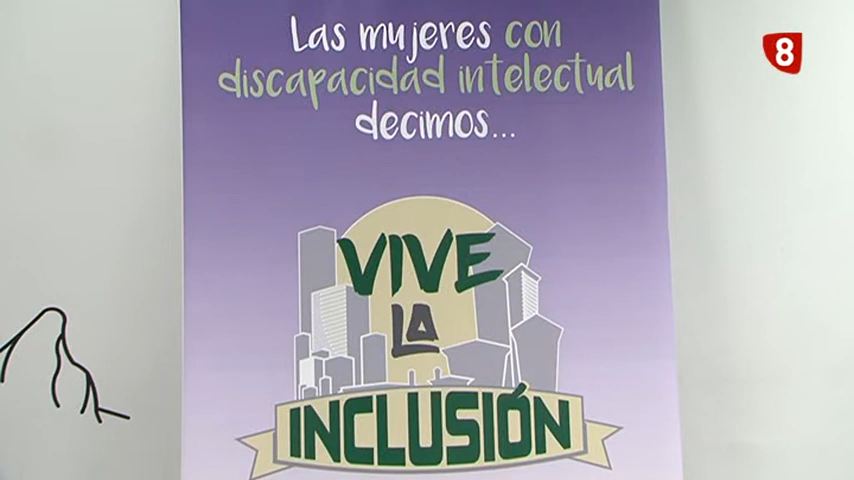 Las mujeres con
discapacidad intelectual
decimos...
VIVE
LA
INCLUSIÓN
8